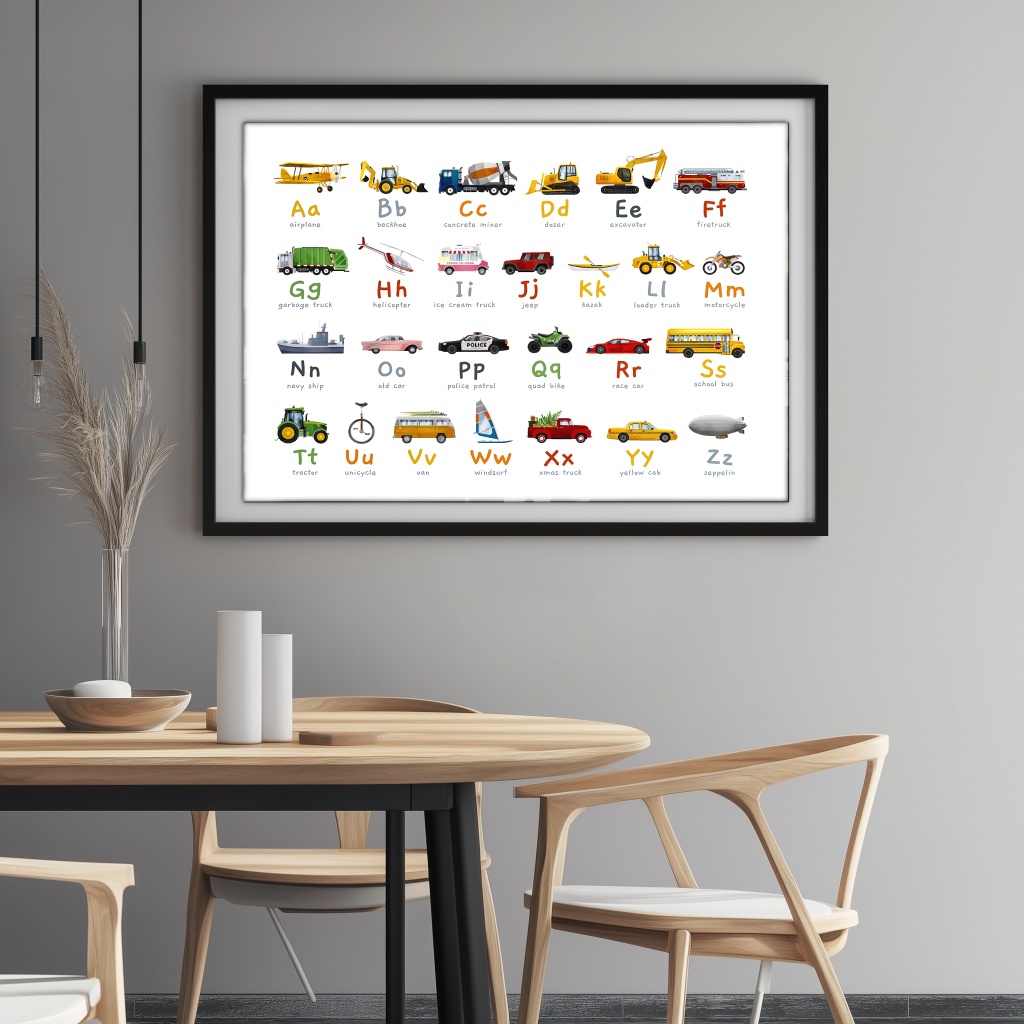 Aa Bb Cc Dd Ee Ff
airplane backhoe concrete mixer dozer excavator firetruck
Gg Hh Ii Jj Kk Ll Mm
garbage truck helicopter ice cream truck jeep kazak loader truck motorcycle
POLICE
Nn Oo Pp Qq Rr Ss
navy ship old car police patrol quad bike race car school bus
Tt Uu Vv Ww Xx Yy Zz
tractor unicycle van windsurf xmas truck yellow cab zeppelin